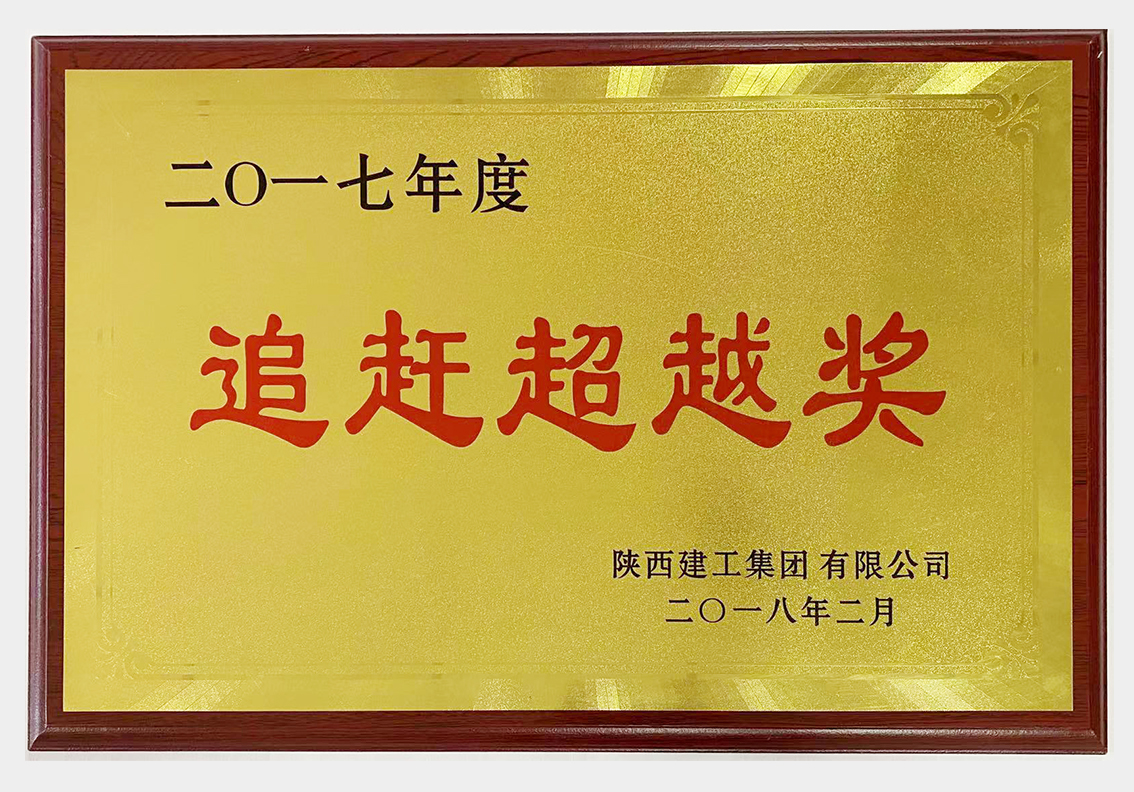 二〇一七年度
追赶超越奖
陕西建工集团 有限公司
二〇一八年二月